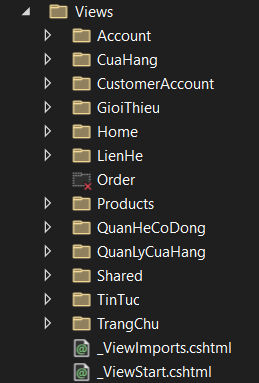 Views
Account
CuaHang
CustomerAccount
GioiThieu
Home
LienHe
Order
Products
QuanHeCoDong
QuanLyCuaHang
Shared
TinTuc
TrangChu
_ViewImports.cshtml
_ViewStart.cshtml